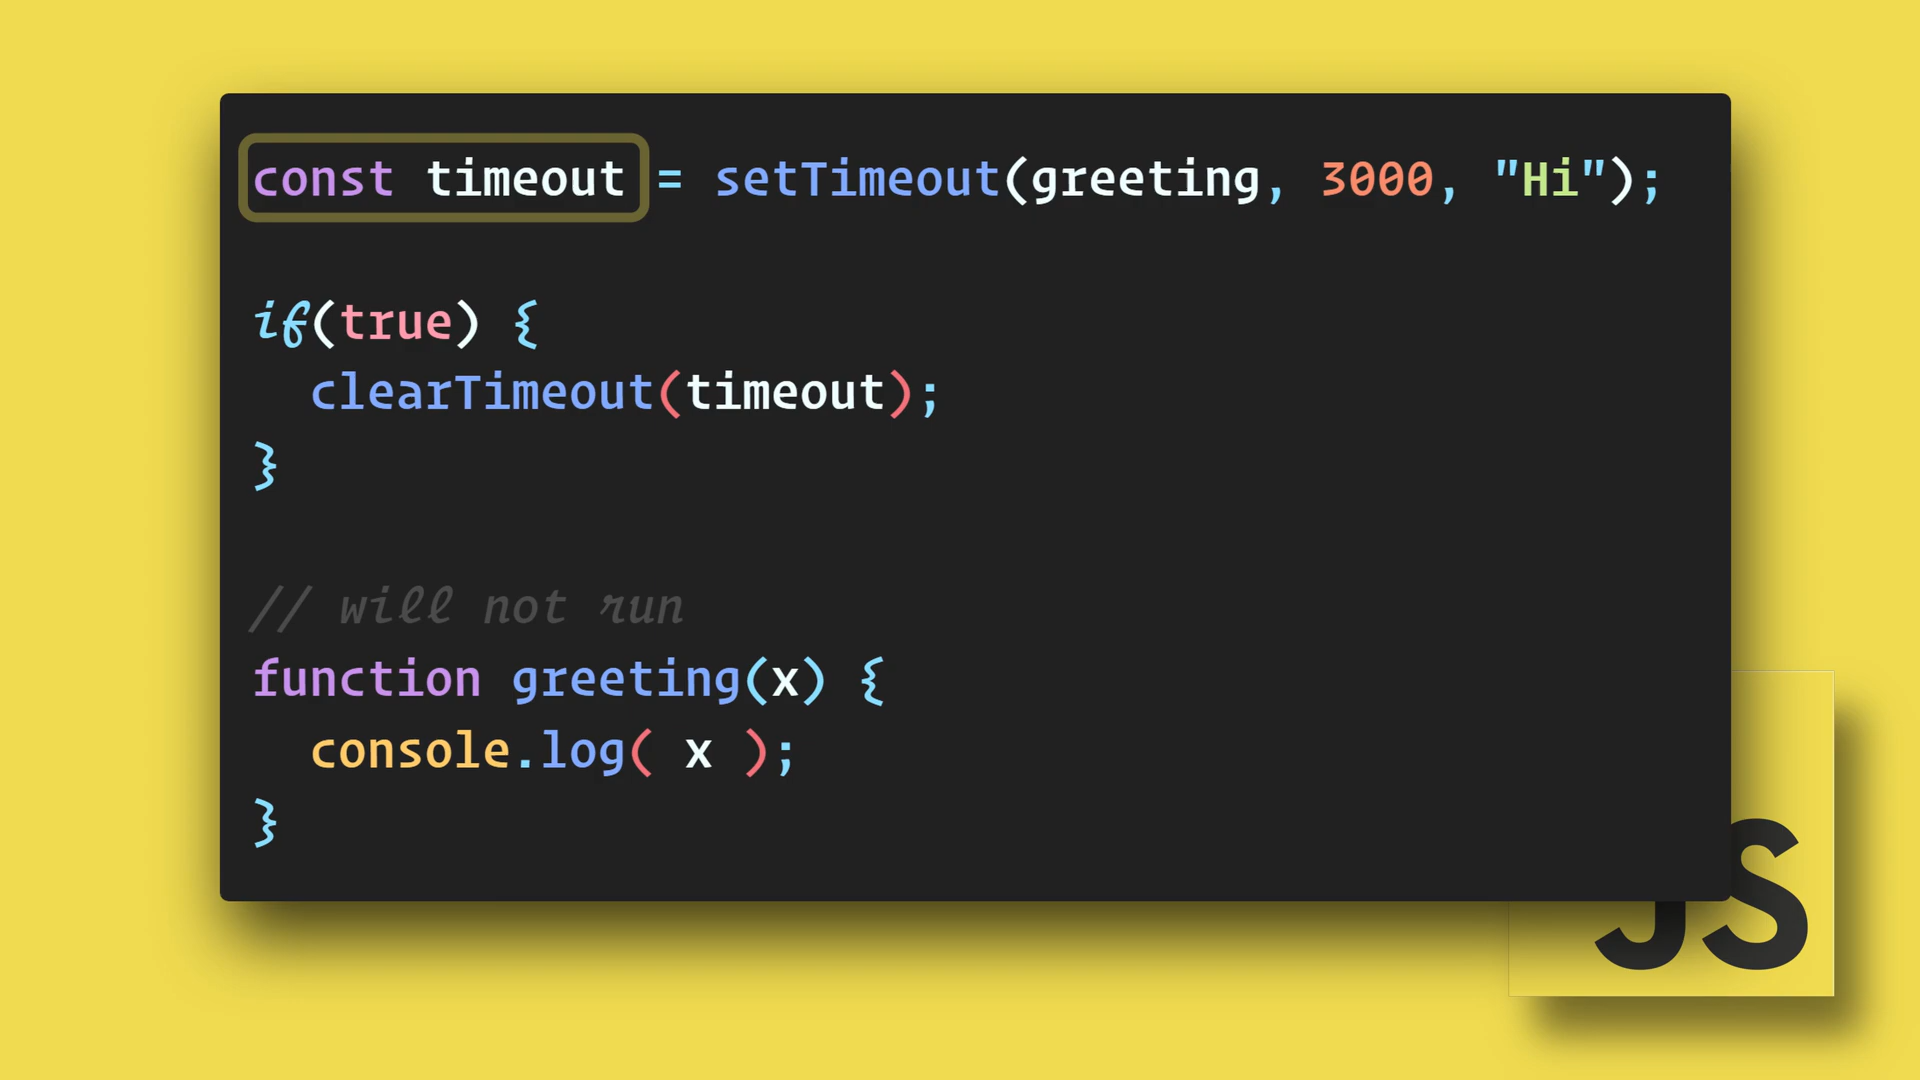 const timeout = setTimeout(greeting, 3000, "Hi");
if(true) {
  clearTimeout(timeout);
}
// will not run
function greeting(x) {
  console.log( x );
}
JS